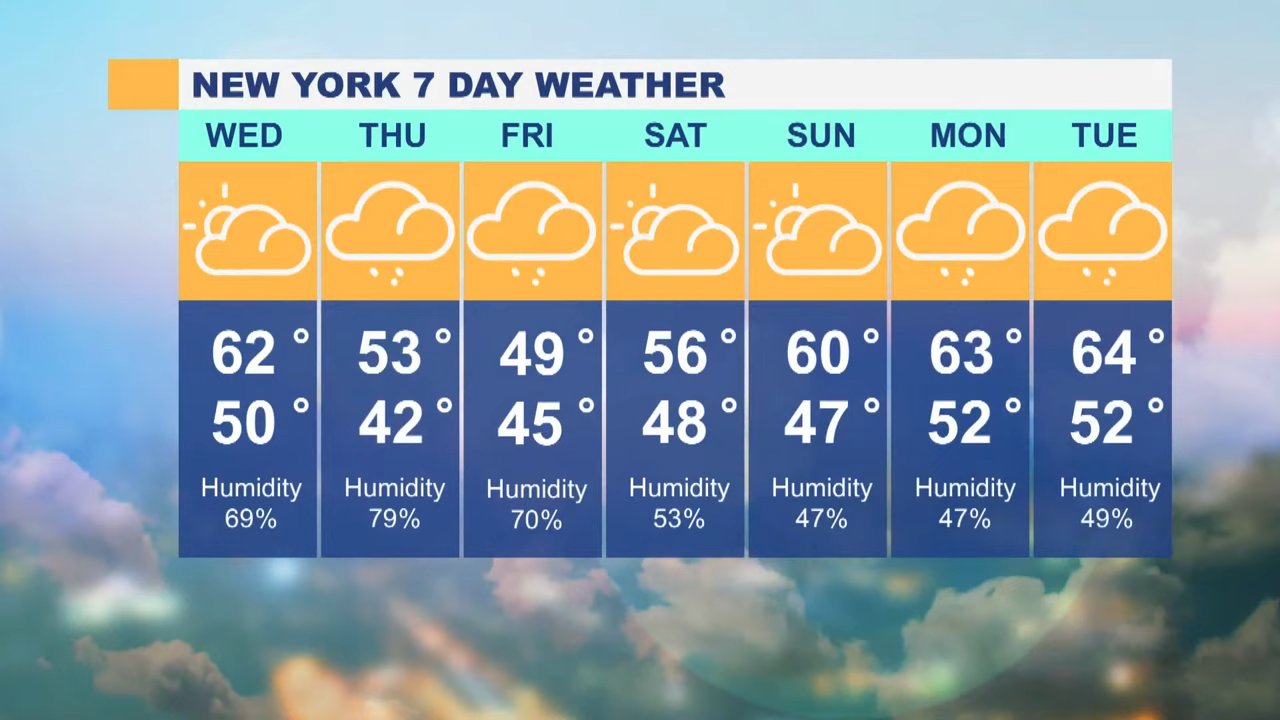 NEW YORK 7 DAY WEATHER
WED THU FRI SAT SUN MON TUE
62° 53° 49° 56° 60° 63° 64°
50° 42° 45° 48° 47° 52° 52°
Humidity Humidity Humidity Humidity Humidity Humidity Humidity
69% 79% 70% 53% 47% 47% 49%